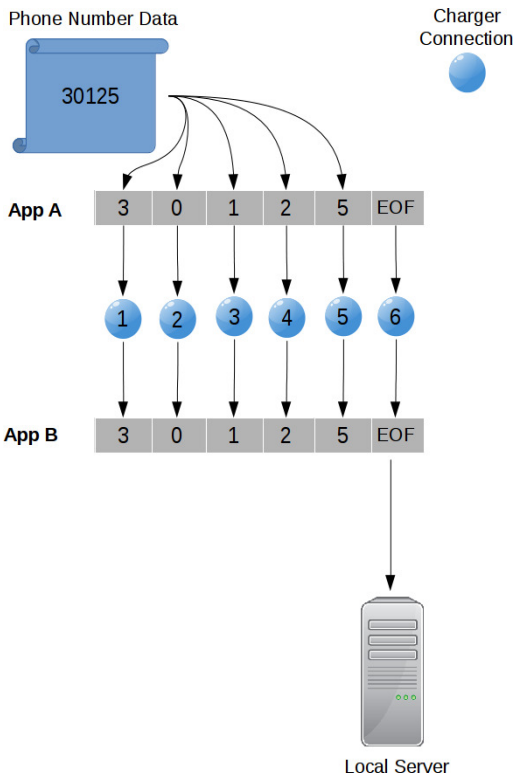 Phone Number Data
Charger
Connection
30125
App A 3 0 1 2 5 EOF
1 2 3 4 5 6
App B 3 0 1 2 5 EOF
Local Server